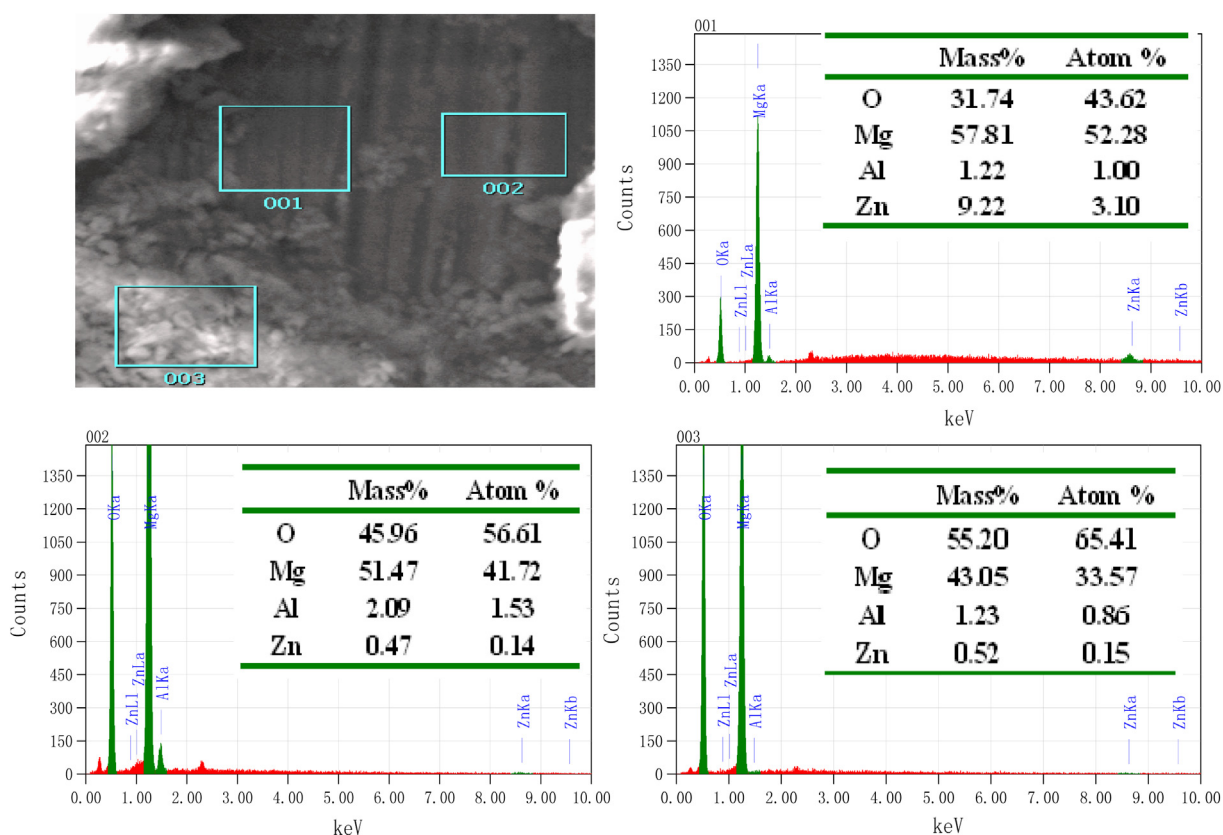 001
002
003
001
Mass% Atom %
O 31.74 43.62
Mg 57.81 52.28
Al 1.22 1.00
Zn 9.22 3.10
Counts
1350
1200
1050
900
750
600
450
300
150
0
OKa
ZnLl
ZnLa
MgKa
AlKa
ZnKa
ZnKb
0.00 1.00 2.00 3.00 4.00 5.00 6.00 7.00 8.00 9.00 10.00
keV
002
Mass% Atom %
O 45.96 56.61
Mg 51.47 41.72
Al 2.09 1.53
Zn 0.47 0.14
Counts
1350
1200
1050
900
750
600
450
300
150
0
OKa
ZnLl
ZnLa
MgKa
AlKa
ZnKa
ZnKb
0.00 1.00 2.00 3.00 4.00 5.00 6.00 7.00 8.00 9.00 10.00
keV
003
Mass% Atom %
O 55.20 65.41
Mg 43.05 33.57
Al 1.23 0.86
Zn 0.52 0.15
Counts
1350
1200
1050
900
750
600
450
300
150
0
OKa
ZnLl
ZnLa
MgKa
AlKa
ZnKa
ZnKb
0.00 1.00 2.00 3.00 4.00 5.00 6.00 7.00 8.00 9.00 10.00
keV